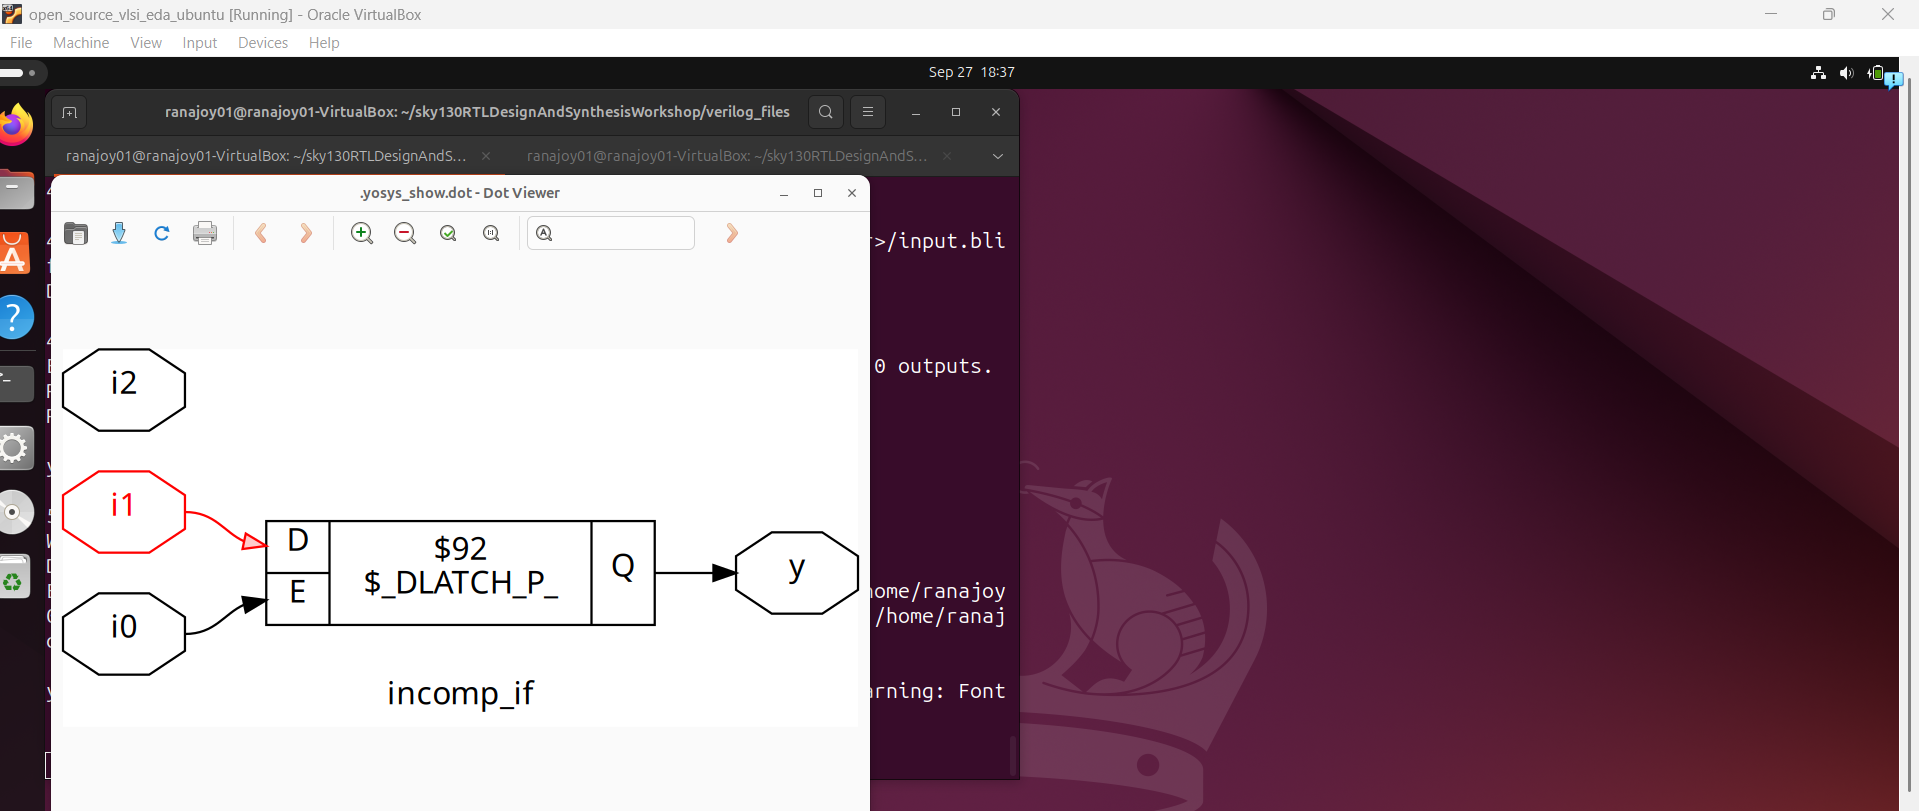 open_source_vlsi_eda_ubuntu [Running] - Oracle VirtualBox
File Machine View Input Devices Help
Sep 27 18:37
ranajoy01@ranajoy01-VirtualBox: ~/sky130RTLDesignAndSynthesisWorkshop/verilog_files
ranajoy01@ranajoy01-VirtualBox: ~/sky130RTLDesignAndS... ranajoy01@ranajoy01-VirtualBox: ~/sky130RTLDesignAndS...
.yosys_show.dot - Dot Viewer
>/input.bli
0 outputs.
i2
i1
i0
D
E
$92
$_DLATCH_P_
Q
y
incomp_if
home/ranajoy
/home/ranaj
arning: Font